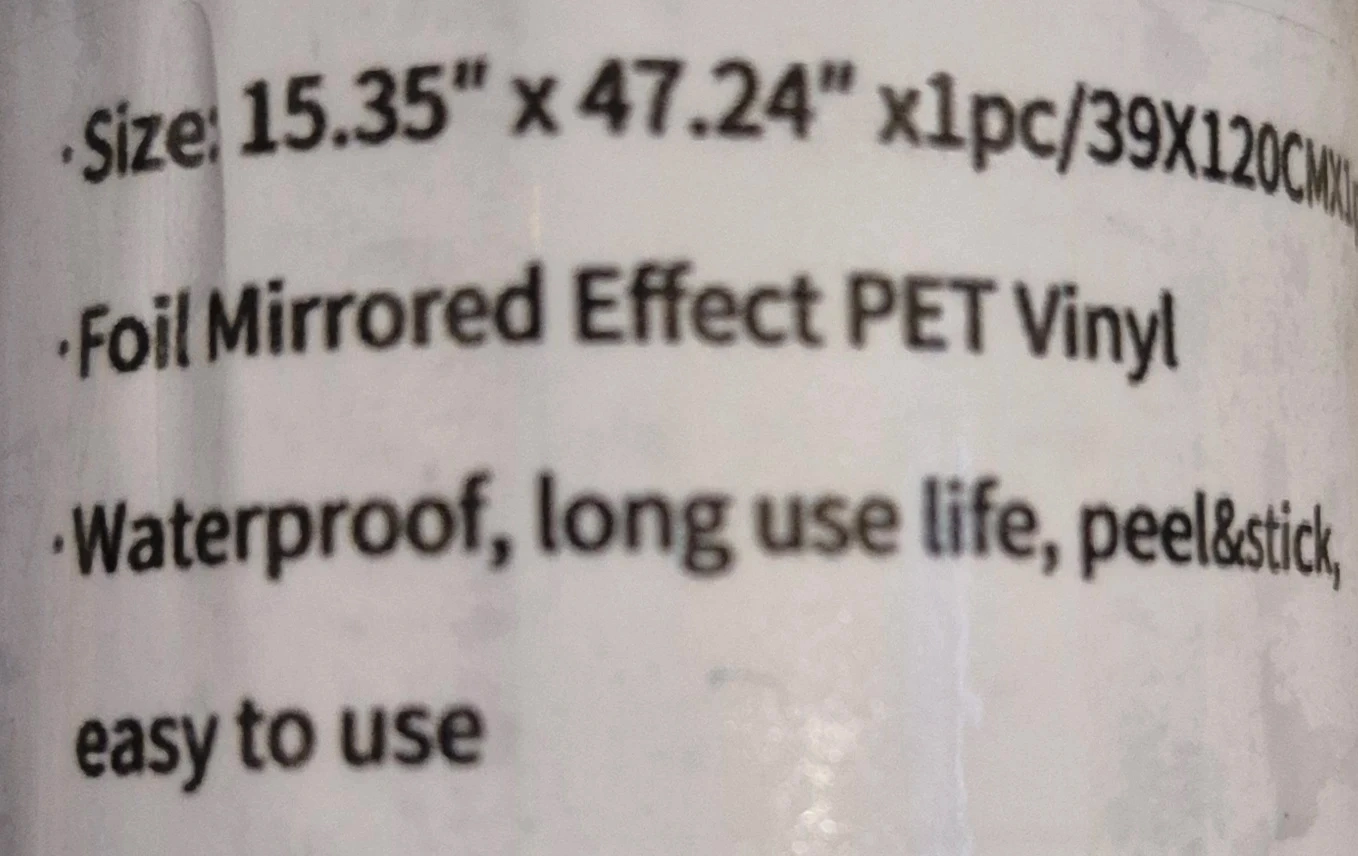 ·Size: 15.35" x 47.24" x1pc/39X120CMX1
·Foil Mirrored Effect PET Vinyl
·Waterproof, long use life, peel&stick,
easy to use